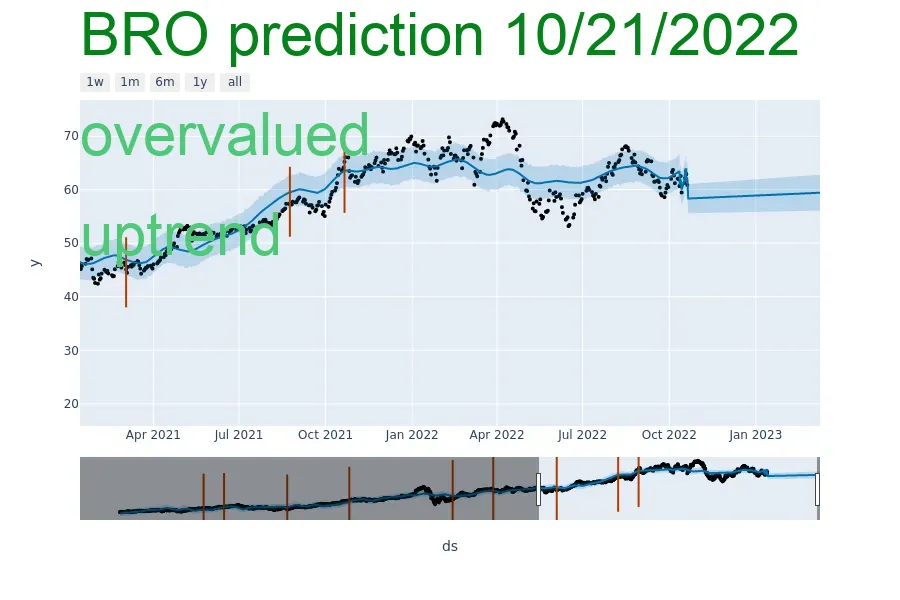 BRO prediction 10/21/2022
1w 1m 6m 1y all
overvalued
uptrend
70
60
50
40
30
20
y
Apr 2021 Jul 2021 Oct 2021 Jan 2022 Apr 2022 Jul 2022 Oct 2022 Jan 2023
ds